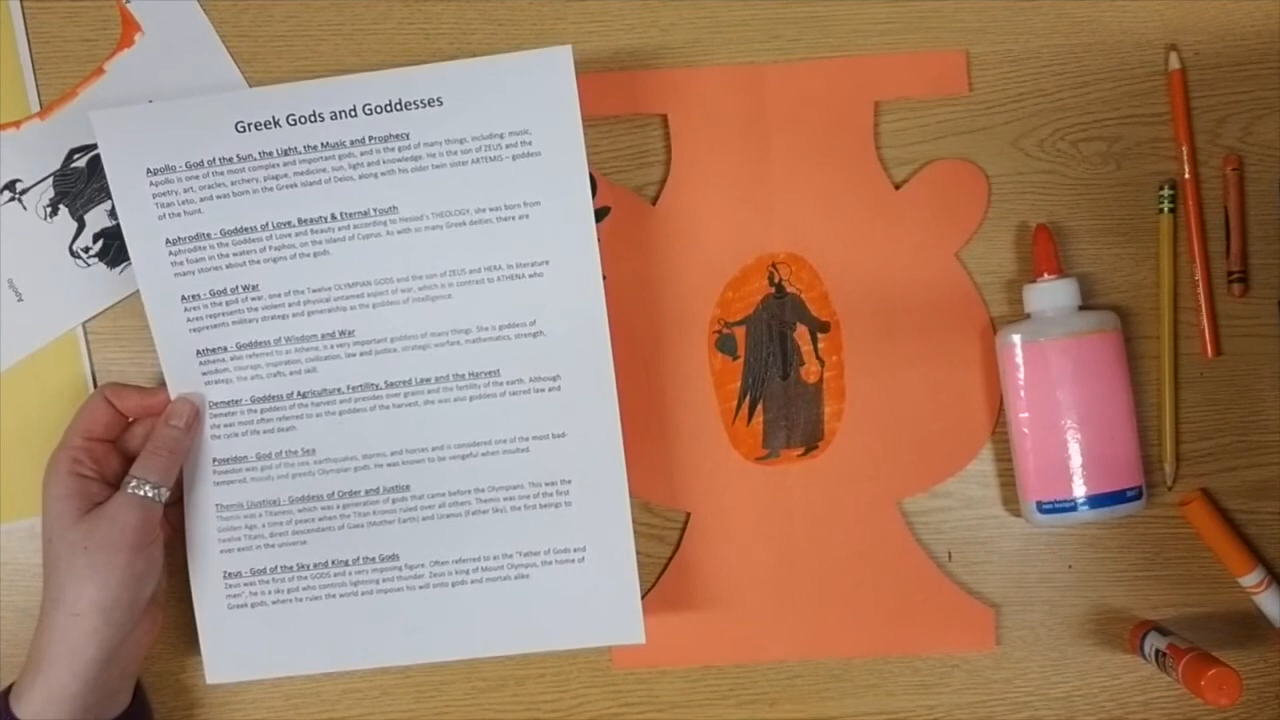 Greek Gods and Goddesses
Apollo - God of the Sun, the Light, the Music and Prophecy
Apollo is one of the most complex and important gods, and is the god of many things, including: music,
poetry, art, oracles, archery, plague, medicine, sun, light and knowledge. He is the son of ZEUS and the
Titan Leto, and was born in the Greek island of Delos, along with his older twin sister ARTEMIS – goddess
of the hunt.
Aphrodite - Goddess of Love, Beauty & Eternal Youth
Aphrodite is the Goddess of Love and Beauty and according to Hesiod's THEOLOGY, she was born from
the foam in the waters of Paphos, on the island of Cyprus. As with so many Greek deities, there are
many stories about the origins of the gods.
Ares - God of War
Ares is the god of war, one of the Twelve OLYMPIAN GODS and the son of ZEUS and HERA. In literature
Ares represents the violent and physical untamed aspect of war, which is in contrast to ATHENA who
represents military strategy and generalship as the goddess of intelligence.
Athena - Goddess of Wisdom and War
Athena, also referred to as Athene, is a very important goddess of many things. She is goddess of
wisdom, courage, inspiration, civilization, law and justice, strategic warfare, mathematics, strength,
strategy, the arts, crafts, and skill.
Demeter - Goddess of Agriculture, Fertility, Sacred Law and the Harvest
Demeter is the goddess of the harvest and presides over grains and the fertility of the earth. Although
she was most often referred to as the goddess of the harvest, she was also goddess of sacred law and
the cycle of life and death.
Poseidon - God of the Sea
Poseidon was god of the sea, earthquakes, storms, and horses and is considered one of the most bad-
tempered, moody and greedy Olympian gods. He was known to be vengeful when insulted.
Themis (Justice) - Goddess of Order and Justice
Themis was a Titaness, which was a generation of gods that came before the Olympians. This was the
Golden Age, a time of peace when the Titan Kronos ruled over all others. Themis was one of the first
twelve Titans, direct descendants of Gaea (Mother Earth) and Uranus (Father Sky), the first beings to
ever exist in the universe.
Zeus - God of the Sky and King of the Gods
Zeus was the first of the GODS and a very imposing figure. Often referred to as the "Father of Gods and
men", he is a sky god who controls lightning and thunder. Zeus is king of Mount Olympus, the home of
Greek gods, where he rules the world and imposes his will onto gods and mortals alike
Apollo